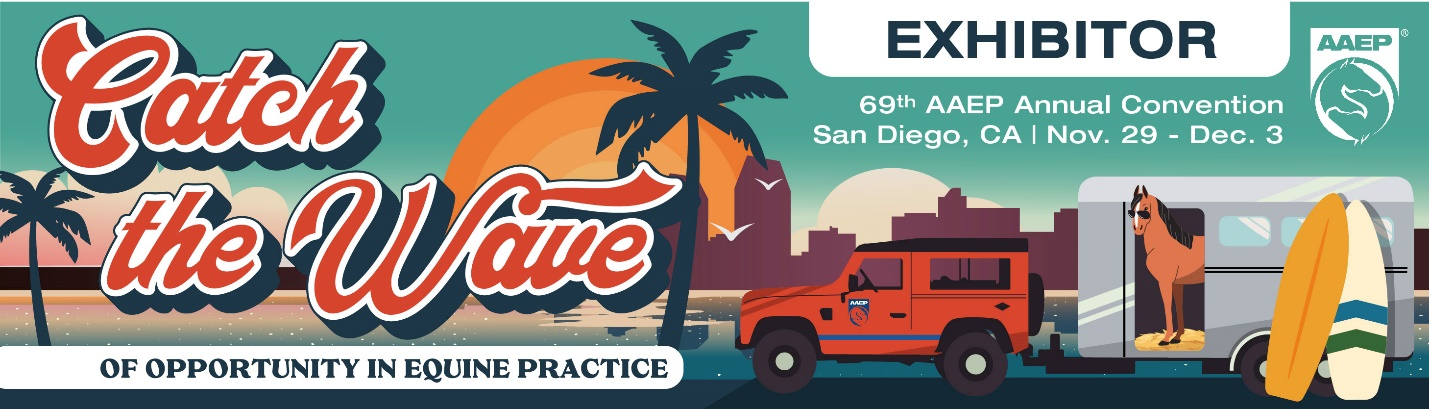 Catch
the Wave
OF OPPORTUNITY IN EQUINE PRACTICE
EXHIBITOR
69th AAEP Annual Convention
San Diego, CA | Nov. 29 - Dec. 3
AAEP®
AAEP